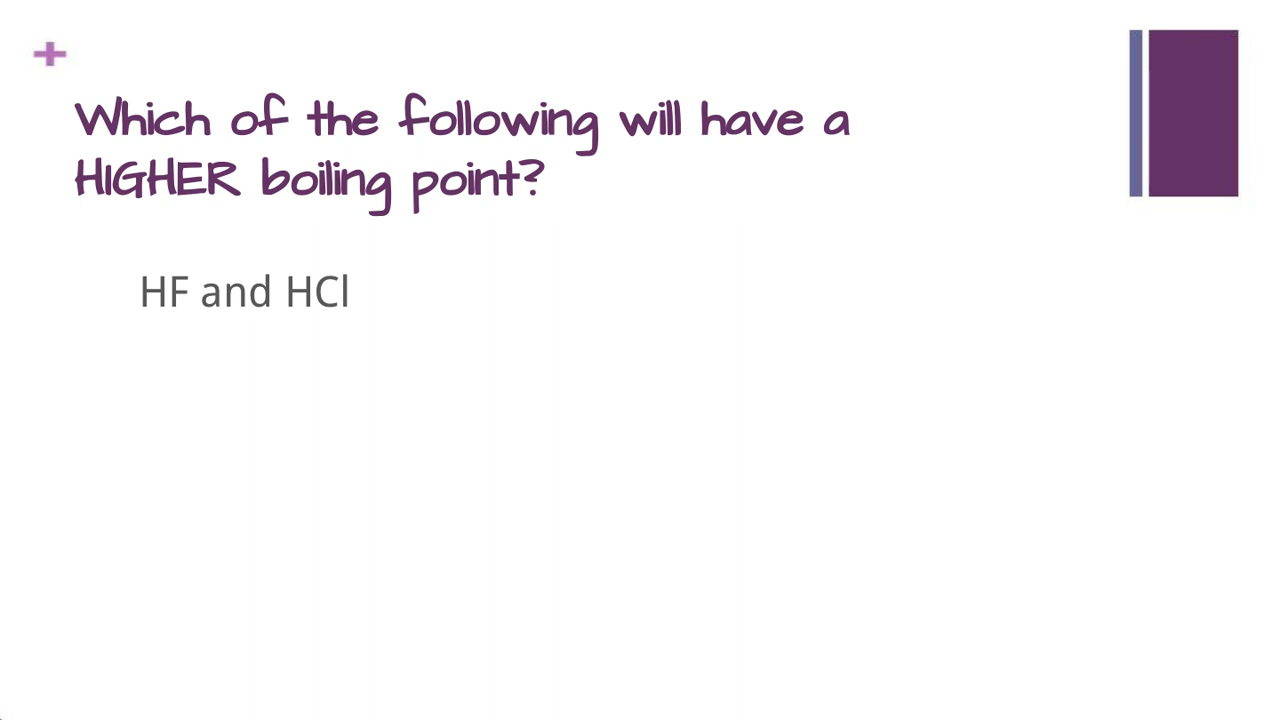 Which of the following will have a
HIGHER boiling point?
HF and HCl